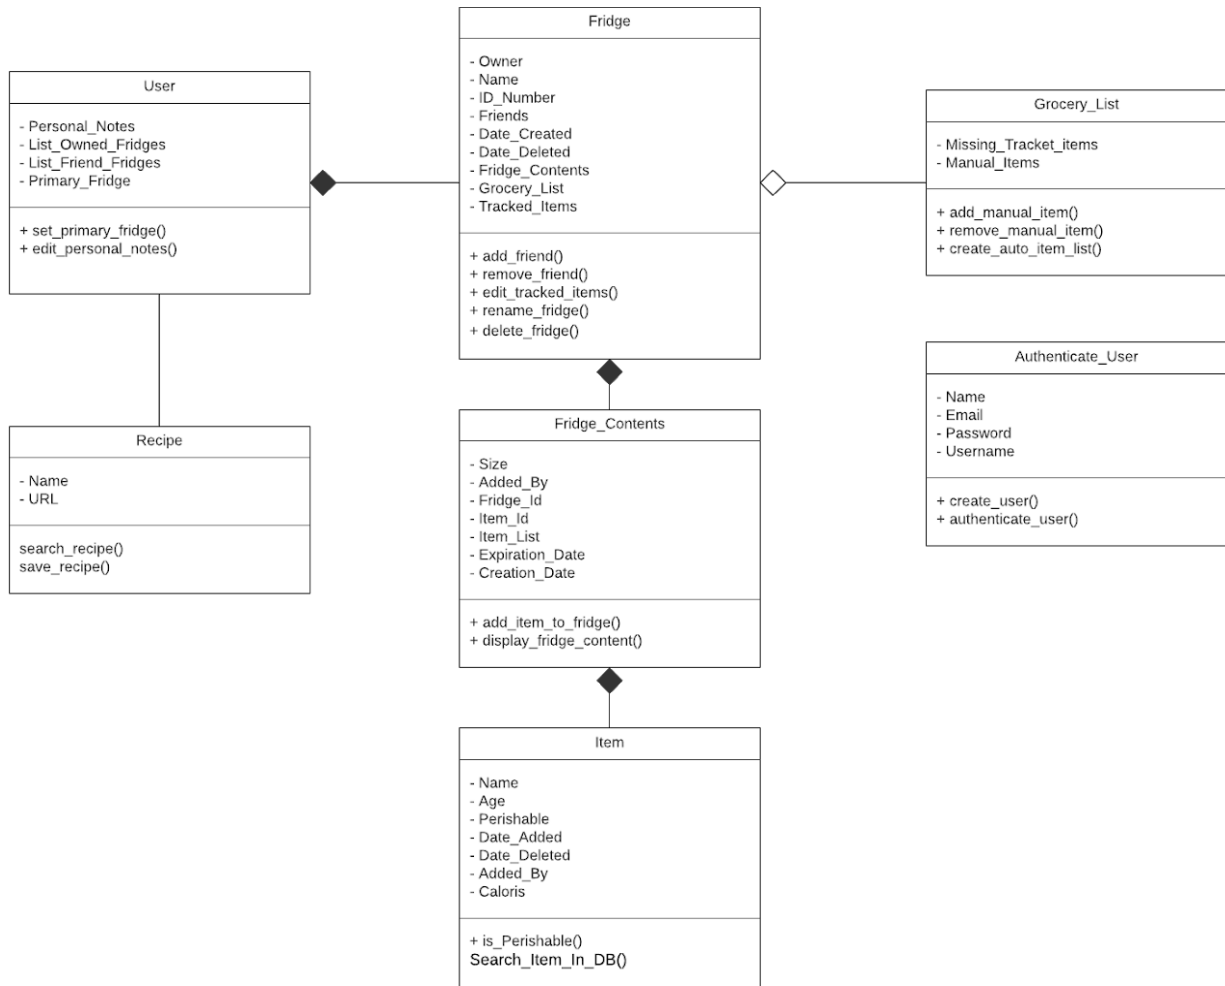 User
- Personal_Notes
- List_Owned_Fridges
- List_Friend_Fridges
- Primary_Fridge
+ set_primary_fridge()
+ edit_personal_notes()
Fridge
- Owner
- Name
- ID_Number
- Friends
- Date_Created
- Date_Deleted
- Fridge_Contents
- Grocery_List
- Tracked_Items
+ add_friend()
+ remove_friend()
+ edit_tracked_items()
+ rename_fridge()
+ delete_fridge()
Grocery_List
- Missing_Tracket_items
- Manual_Items
+ add_manual_item()
+ remove_manual_item()
+ create_auto_item_list()
Authenticate_User
- Name
- Email
- Password
- Username
+ create_user()
+ authenticate_user()
Recipe
- Name
- URL
search_recipe()
save_recipe()
Fridge_Contents
- Size
- Added_By
- Fridge_Id
- Item_Id
- Item_List
- Expiration_Date
- Creation_Date
+ add_item_to_fridge()
+ display_fridge_content()
Item
- Name
- Age
- Perishable
- Date_Added
- Date_Deleted
- Added_By
- Caloris
+ is_Perishable()
Search_Item_In_DB()